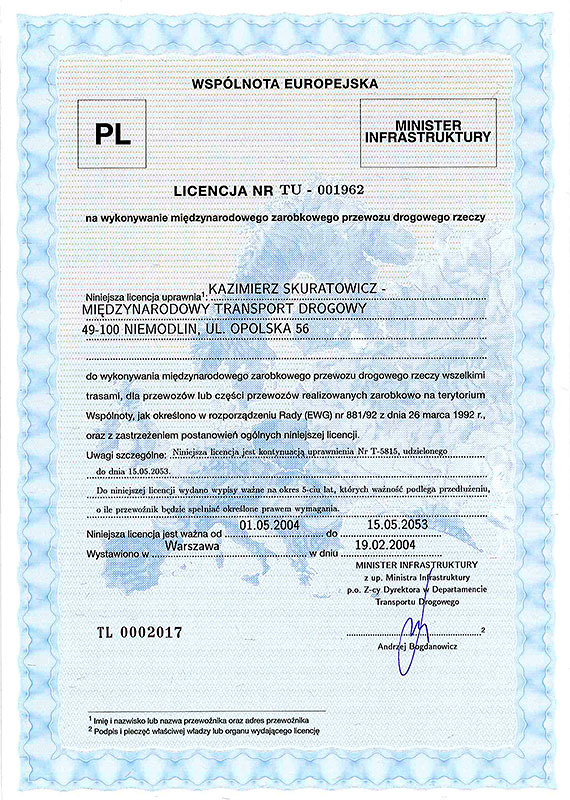 WSPÓLNOTA EUROPEJSKA
PL
MINISTER
INFRASTRUKTURY
LICENCJA NR TU - 001962
na wykonywanie międzynarodowego zarobkowego przewozu drogowego rzeczy
Niniejsza licencja uprawnia¹: KAZIMIERZ SKURATOWICZ -
MIĘDZYNARODOWY TRANSPORT DROGOWY
49-100 NIEMODLIN, UL. OPOLSKA 56
do wykonywania międzynarodowego zarobkowego przewozu drogowego rzeczy wszelkimi
trasami, dla przewozów lub części przewozów realizowanych zarobkowo na terytorium
Wspólnoty, jak określono w rozporządzeniu Rady (EWG) nr 881/92 z dnia 26 marca 1992 r.,
oraz z zastrzeżeniem postanowień ogólnych niniejszej licencji.
Uwagi szczególne: Niniejsza licencja jest kontynuacją uprawnienia Nr T-5815, udzielonego
do dnia 15.05.2053.
Do niniejszej licencji wydano wypisy ważne na okres 5-ciu lat, których ważność podlega przedłużeniu,
o ile przewoźnik będzie spełniać określone prawem wymagania.
Niniejsza licencja jest ważna od 01.05.2004 do 15.05.2053
Wystawiono w Warszawa w dniu 19.02.2004
MINISTER INFRASTRUKTURY
z up. Ministra Infrastruktury
p.o. Z-cy Dyrektora w Departamencie
Transportu Drogowego
TL 0002017
2
Andrzej Bogdanowicz
¹ Imię i nazwisko lub nazwa przewoźnika oraz adres przewoźnika
² Podpis i pieczęć właściwej władzy lub organu wydającego licencję